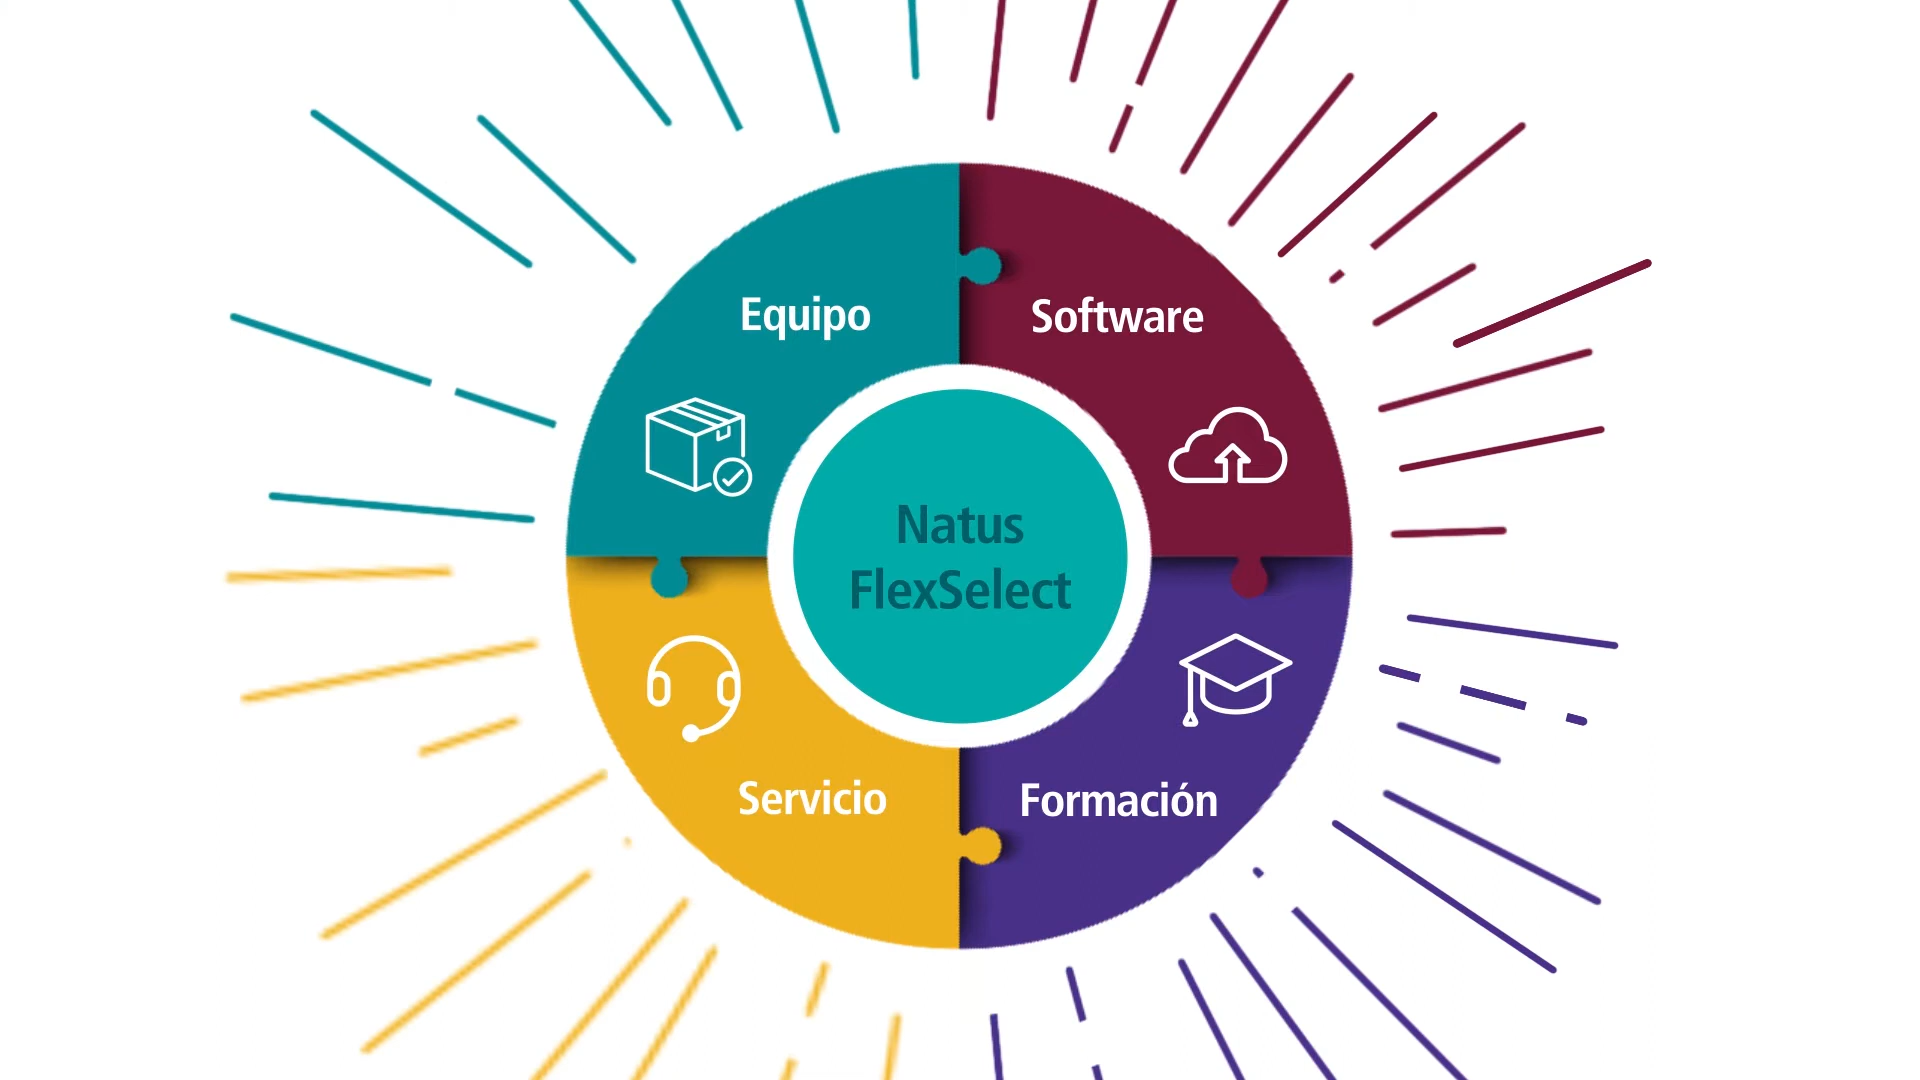 Equipo
Software
Natus
FlexSelect
Servicio
Formación